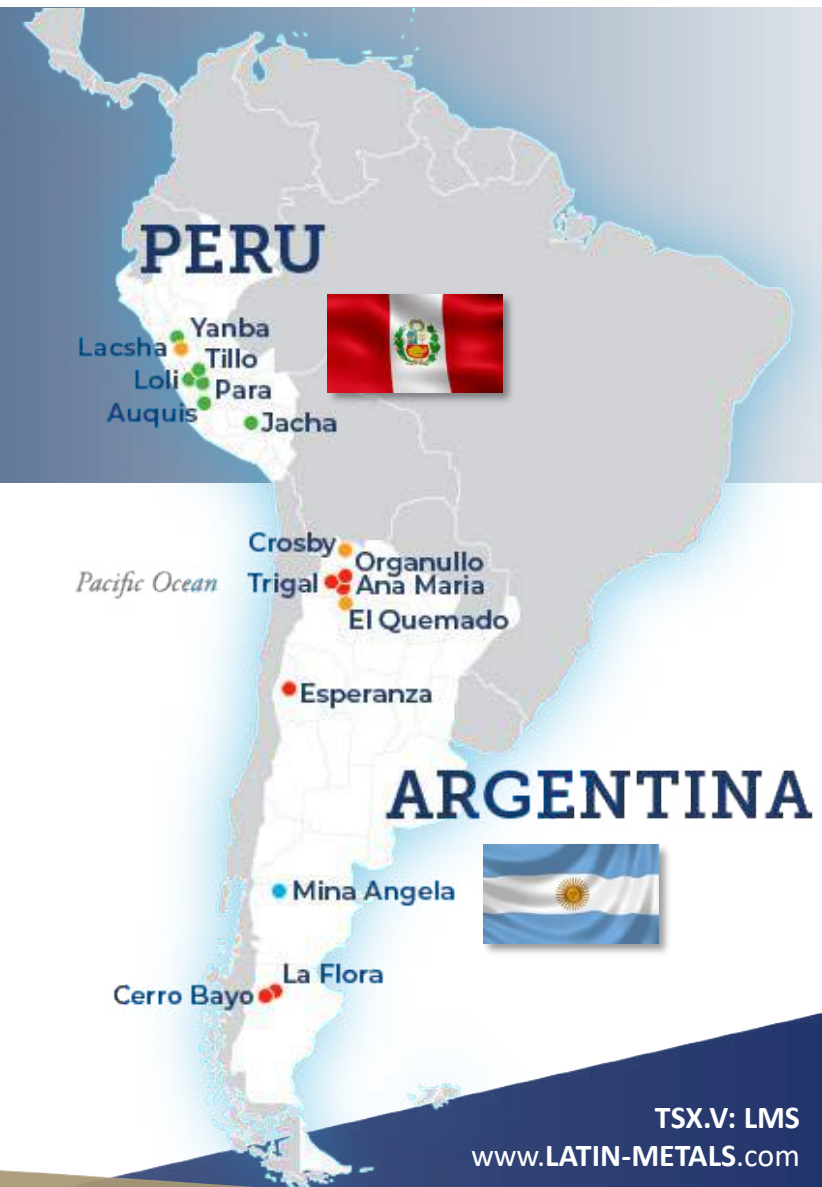 PERU
Yanba
Lacsha
Tillo
Loli
Para
Auquis
Jacha
Crosby
Organullo
Pacific Ocean
Trigal
Ana Maria
El Quemado
Esperanza
ARGENTINA
Mina Angela
La Flora
Cerro Bayo
TSX.V: LMS
www.LATIN-METALS.com